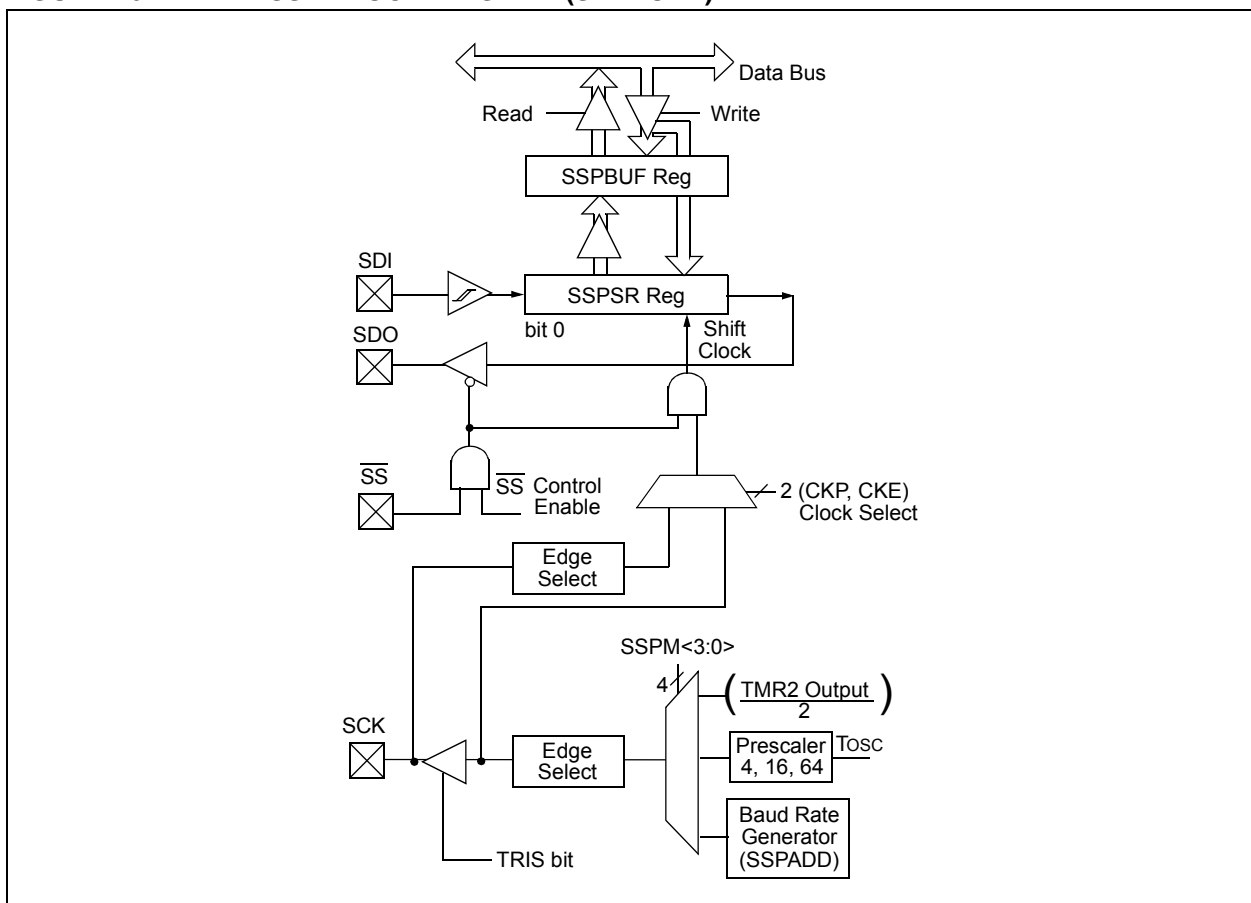 Data Bus
Read
Write
SSPBUF Reg
SDI
SSPSR Reg
bit 0
Shift
Clock
SDO
SS
SS Control
Enable
2 (CKP, CKE)
Clock Select
Edge
Select
SSPM<3:0>
4
(TMR2 Output)
2
SCK
Edge
Select
Prescaler
4, 16, 64
TOSC
Baud Rate
Generator
(SSPADD)
TRIS bit